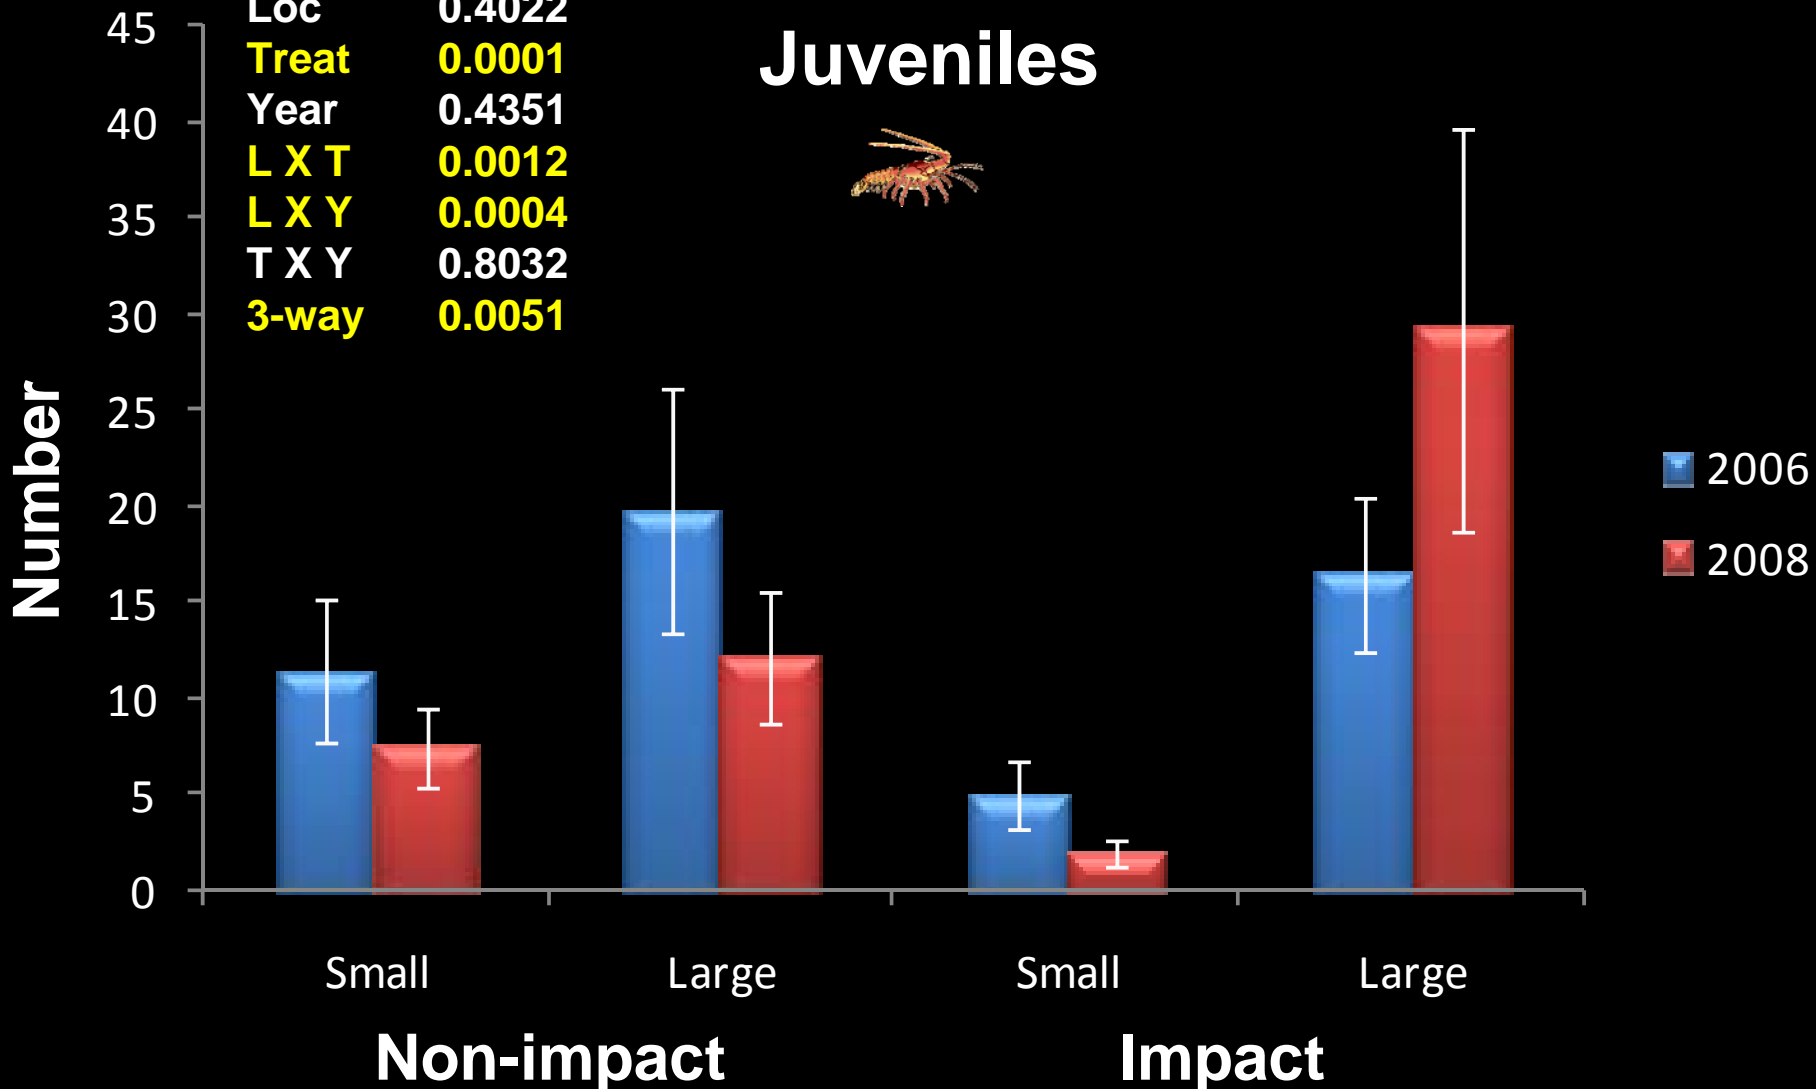 Loc 0.4022
Treat 0.0001
Year 0.4351
L X T 0.0012
L X Y 0.0004
T X Y 0.8032
3-way 0.0051
Juveniles
45
40
35
30
25
20
15
10
5
0
Number
2006
2008
Small Large Small Large
Non-impact Impact